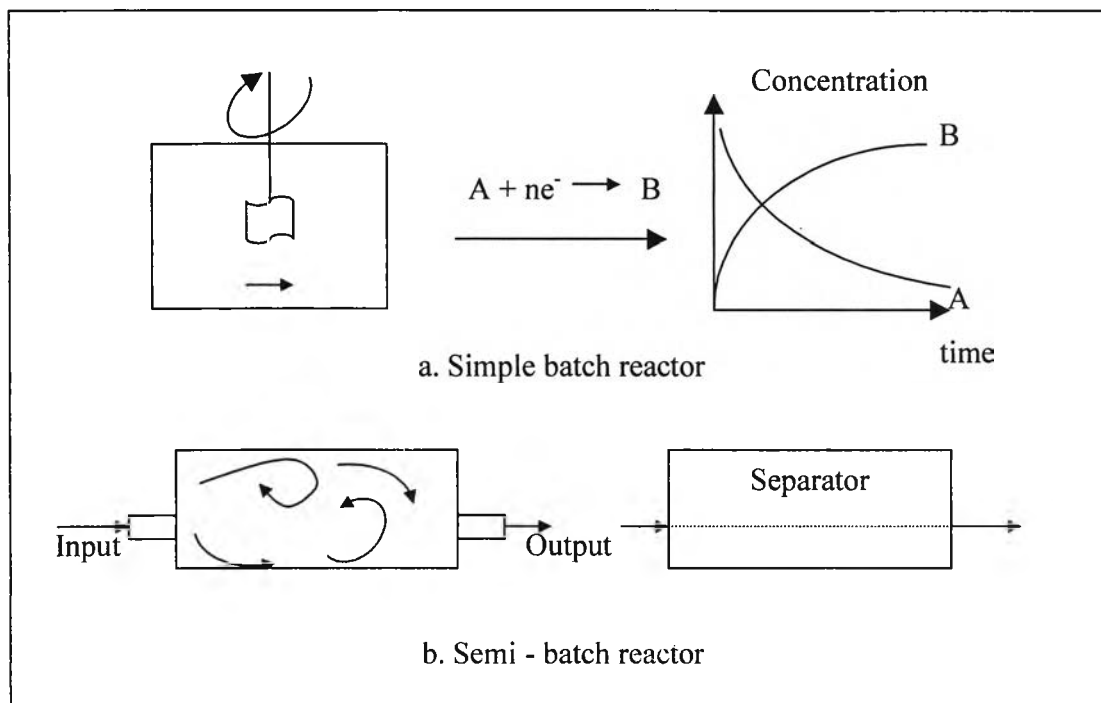 Concentration
B
A + ne⁻ → B
A
time
a. Simple batch reactor
Separator
Input
Output
b. Semi - batch reactor